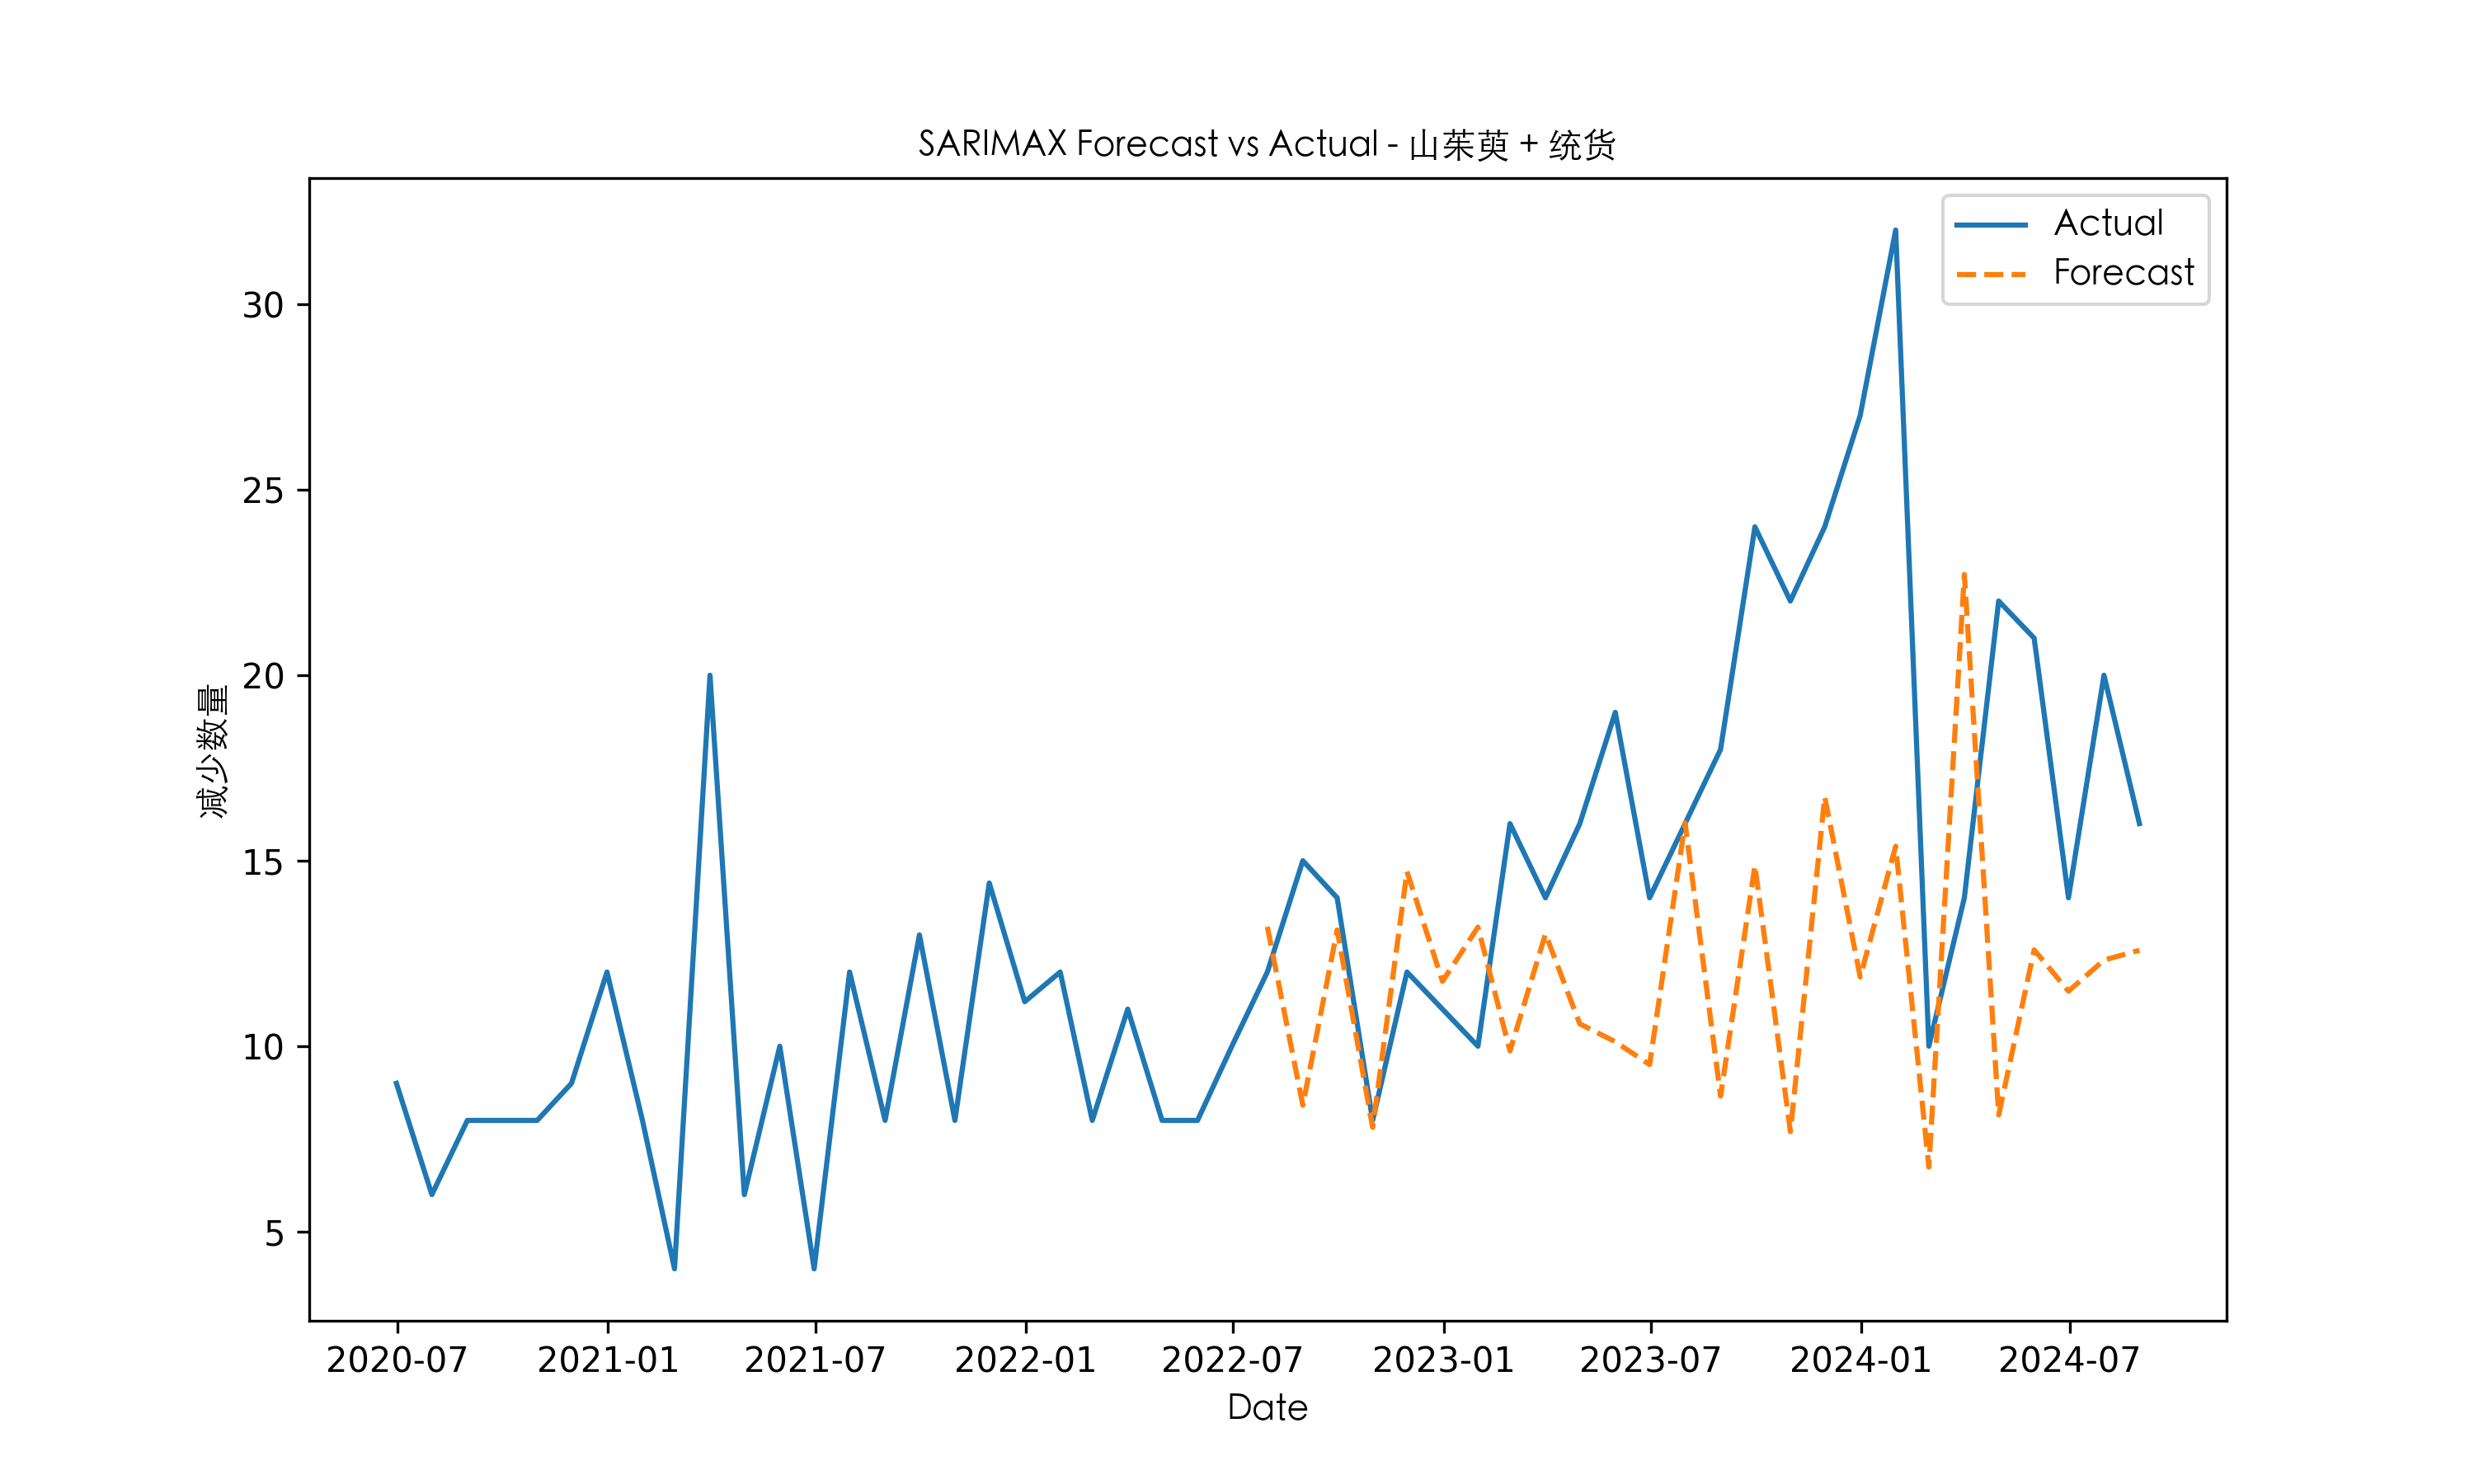 SARIMAX Forecast vs Actual - 山茱萸 + 统货
Actual
Forecast
减少数量
30
25
20
15
10
5
2020-07 2021-01 2021-07 2022-01 2022-07 2023-01 2023-07 2024-01 2024-07
Date